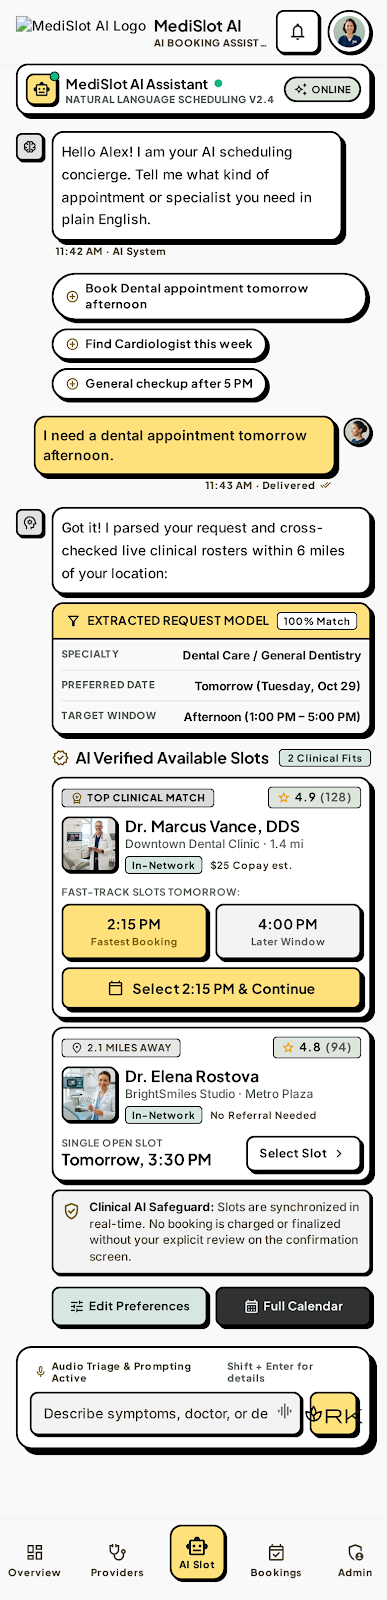 MediSlot AI Logo
MediSlot AI
AI BOOKING ASSIST…
MediSlot AI Assistant
NATURAL LANGUAGE SCHEDULING V2.4
ONLINE
Hello Alex! I am your AI scheduling
concierge. Tell me what kind of
appointment or specialist you need in
plain English.
11:42 AM · AI System
Book Dental appointment tomorrow
afternoon
Find Cardiologist this week
General checkup after 5 PM
I need a dental appointment tomorrow
afternoon.
11:43 AM · Delivered
Got it! I parsed your request and cross-
checked live clinical rosters within 6 miles
of your location:
EXTRACTED REQUEST MODEL
100% Match
SPECIALTY
Dental Care / General Dentistry
PREFERRED DATE
Tomorrow (Tuesday, Oct 29)
TARGET WINDOW
Afternoon (1:00 PM – 5:00 PM)
AI Verified Available Slots
2 Clinical Fits
TOP CLINICAL MATCH
4.9 (128)
Dr. Marcus Vance, DDS
Downtown Dental Clinic · 1.4 mi
In-Network
$25 Copay est.
FAST-TRACK SLOTS TOMORROW:
2:15 PM
Fastest Booking
4:00 PM
Later Window
Select 2:15 PM & Continue
2.1 MILES AWAY
4.8 (94)
Dr. Elena Rostova
BrightSmiles Studio · Metro Plaza
In-Network
No Referral Needed
SINGLE OPEN SLOT
Tomorrow, 3:30 PM
Select Slot
Clinical AI Safeguard: Slots are synchronized in
real-time. No booking is charged or finalized
without your explicit review on the confirmation
screen.
Edit Preferences
Full Calendar
Audio Triage & Prompting
Active
Shift + Enter for
details
Describe symptoms, doctor, or de
RK
Overview
Providers
AI Slot
Bookings
Admin